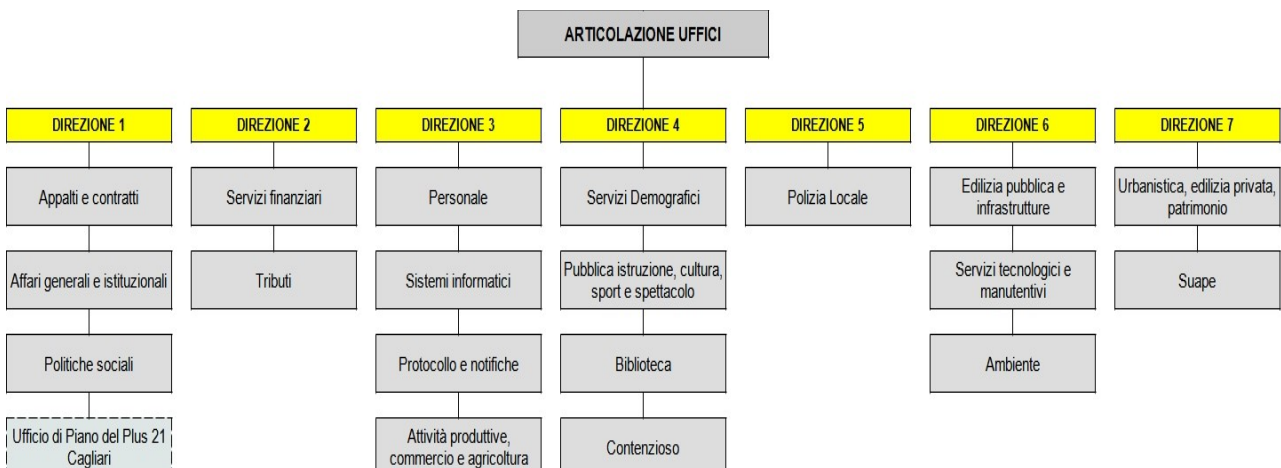 ARTICOLAZIONE UFFICI
DIREZIONE 1
Appalti e contratti
Affari generali e istituzionali
Politiche sociali
Ufficio di Piano del Plus 21
Cagliari
DIREZIONE 2
Servizi finanziari
Tributi
DIREZIONE 3
Personale
Sistemi informatici
Protocollo e notifiche
Attività produttive,
commercio e agricoltura
DIREZIONE 4
Servizi Demografici
Pubblica istruzione, cultura,
sport e spettacolo
Biblioteca
Contenzioso
DIREZIONE 5
Polizia Locale
DIREZIONE 6
Edilizia pubblica e
infrastrutture
Servizi tecnologici e
manutentivi
Ambiente
DIREZIONE 7
Urbanistica, edilizia privata,
patrimonio
Suape